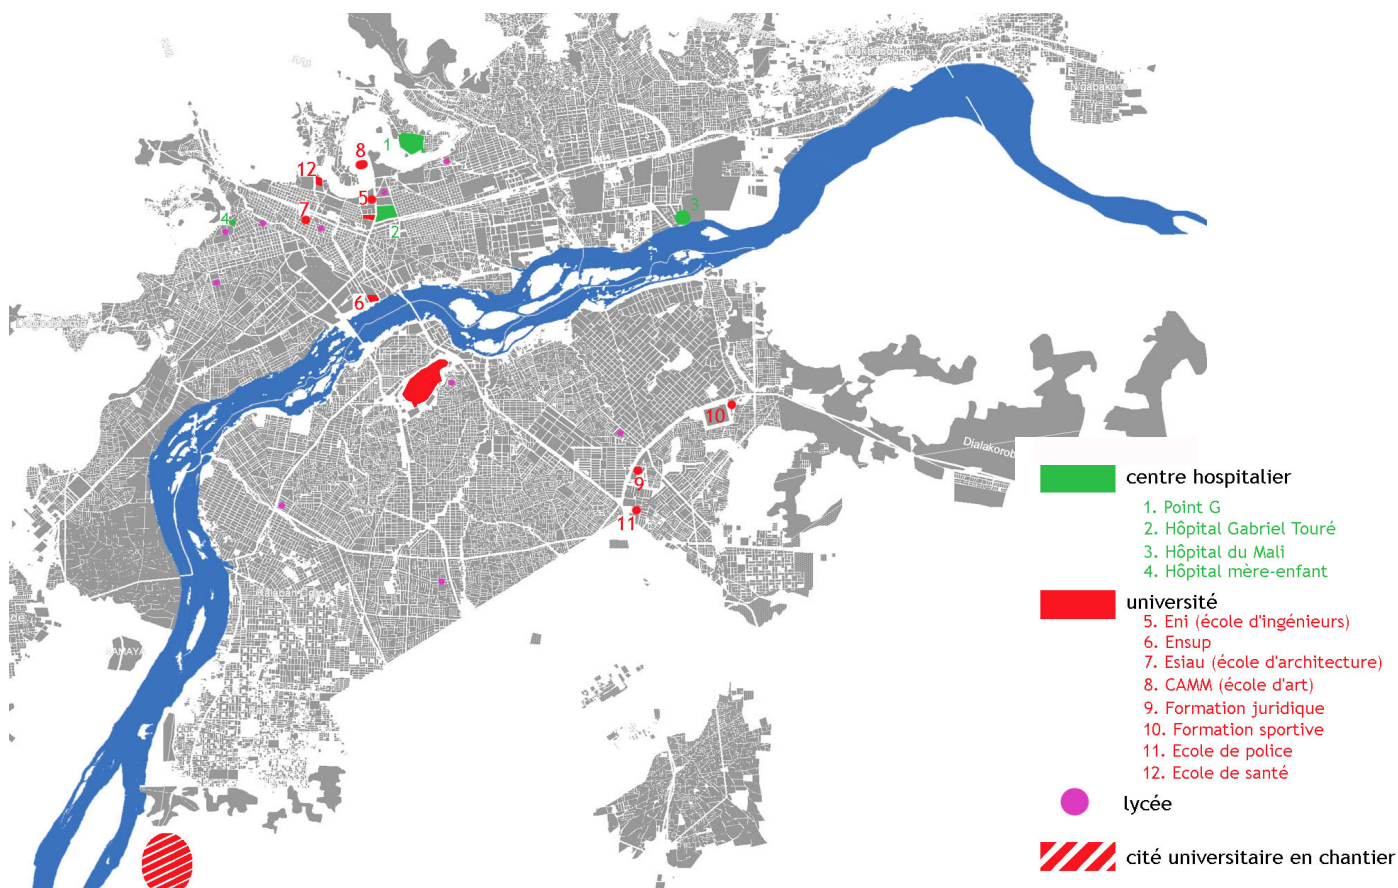 N'gabakoro
12
8
1
5
3
4
7
2
6
10
Dialakorob
9
11
centre hospitalier
1. Point G
2. Hôpital Gabriel Touré
3. Hôpital du Mali
4. Hôpital mère-enfant
université
5. Eni (école d'ingénieurs)
6. Ensup
7. Esiau (école d'architecture)
8. CAMM (école d'art)
9. Formation juridique
10. Formation sportive
11. Ecole de police
12. Ecole de santé
lycée
cité universitaire en chantier